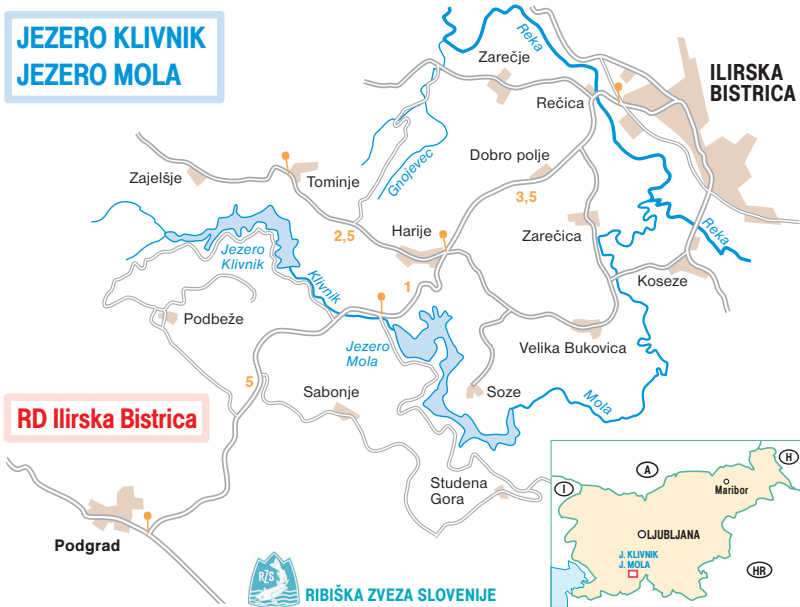 JEZERO KLIVNIK
JEZERO MOLA
Reka
Zarečje
Rečica
ILIRSKA
BISTRICA
Gnojevec
Dobro polje
Zajelšje
Tominje
3,5
2,5
Harije
Zarečica
Reka
Jezero
Klivnik
Klivnik
1
Koseze
Podbeže
Jezero
Mola
Velika Bukovica
5
Sabonje
Soze
Mola
RD Ilirska Bistrica
Studena
Gora
Podgrad
RZS
RIBIŠKA ZVEZA SLOVENIJE
A
H
I
Maribor
LJUBLJANA
J. KLIVNIK
J. MOLA
HR